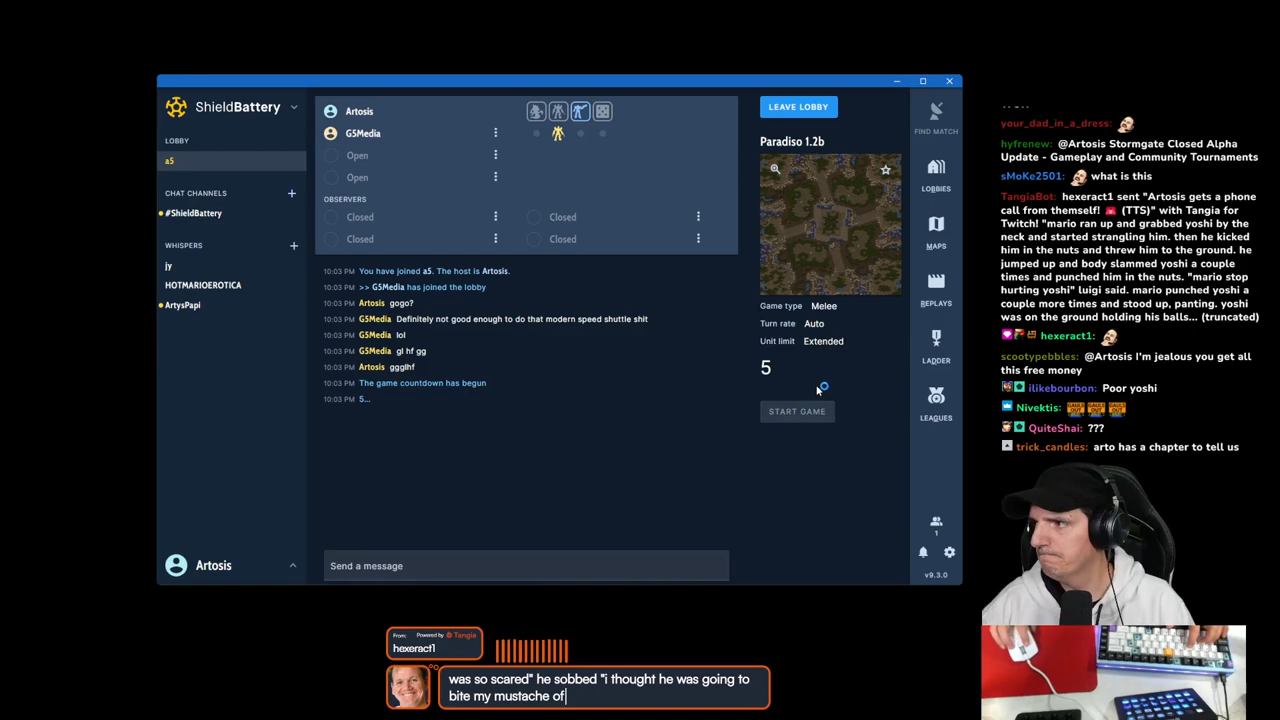 ShieldBattery
LOBBY
a5
CHAT CHANNELS
#ShieldBattery
WHISPERS
jy
HOTMARIOEROTICA
ArtysPapi
Artosis
Artosis
G5Media
Open
Open
OBSERVERS
Closed Closed
Closed Closed
10:03 PM You have joined a5. The host is Artosis.
10:03 PM >> G5Media has joined the lobby
10:03 PM Artosis gogo?
10:03 PM G5Media Definitely not good enough to do that modern speed shuttle shit
10:03 PM G5Media lol
10:03 PM G5Media gl hf gg
10:03 PM Artosis ggglhf
10:03 PM The game countdown has begun
10:03 PM 5...
Send a message
LEAVE LOBBY
Paradiso 1.2b
Game type Melee
Turn rate Auto
Unit limit Extended
5
START GAME
FIND MATCH
LOBBIES
MAPS
REPLAYS
LADDER
LEAGUES
1
v9.3.0
your_dad_in_a_dress:
hyfrenew: @Artosis Stormgate Closed Alpha
Update - Gameplay and Community Tournaments
sMoKe2501: what is this
TangiaBot: hexeract1 sent "Artosis gets a phone
call from themself! (TTS)" with Tangia for
Twitch! "mario ran up and grabbed yoshi by the
neck and started strangling him. then he kicked
him in the nuts and threw him to the ground. he
jumped up and body slammed yoshi a couple
times and punched him in the nuts. "mario stop
hurting yoshi" luigi said. mario punched yoshi a
couple more times and stood up, panting. yoshi
was on the ground holding his balls... (truncated)
hexeract1:
scootypebbles: @Artosis I'm jealous you get all
this free money
ilikebourbon: Poor yoshi
Nivektis:
QuiteShai: ???
trick_candles: arto has a chapter to tell us
From: Powered by Tangia
hexeract1
was so scared" he sobbed "i thought he was going to
bite my mustache of